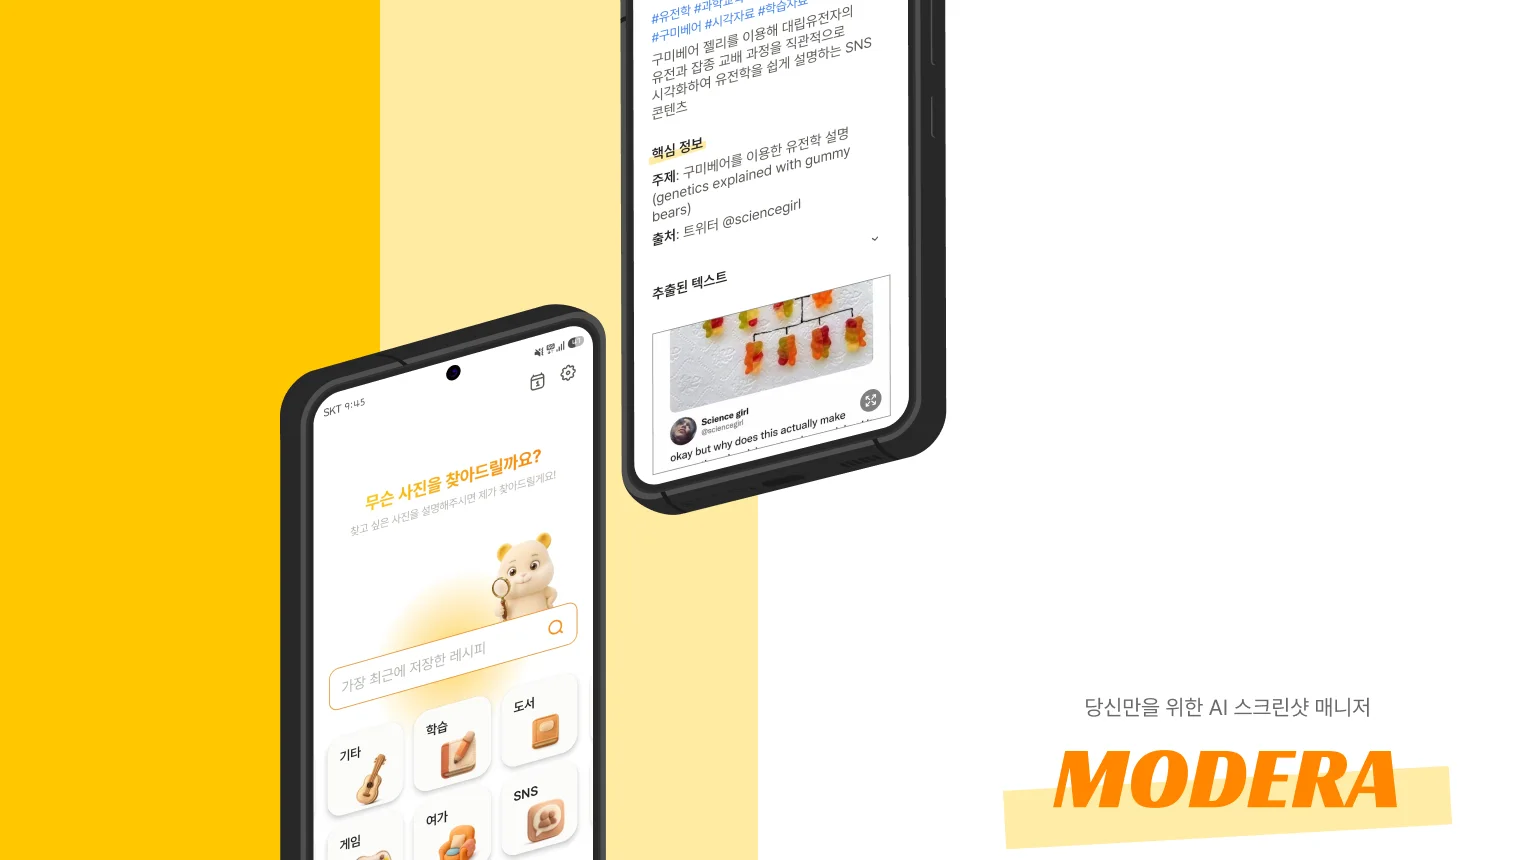 #유전학
#구미베어 #시각자료 #학습자료
구미베어 젤리를 이용해 대립유전자의
유전과 잡종 교배 과정을 직관적으로
시각화하여 유전학을 쉽게 설명하는 SNS
콘텐츠
핵심 정보
주제: 구미베어를 이용한 유전학 설명
(genetics explained with gummy
bears)
출처: 트위터 @sciencegirl
추출된 텍스트
Science girl
@sciencegirl
okay but why does this actually make
SKT 9:45
무슨 사진을 찾아드릴까요?
찾고 싶은 사진을 설명해주시면 제가 찾아드릴게요!
가장 최근에 저장한 레시피
기타
학습
도서
게임
여가
SNS
당신만을 위한 AI 스크린샷 매니저
MODERA